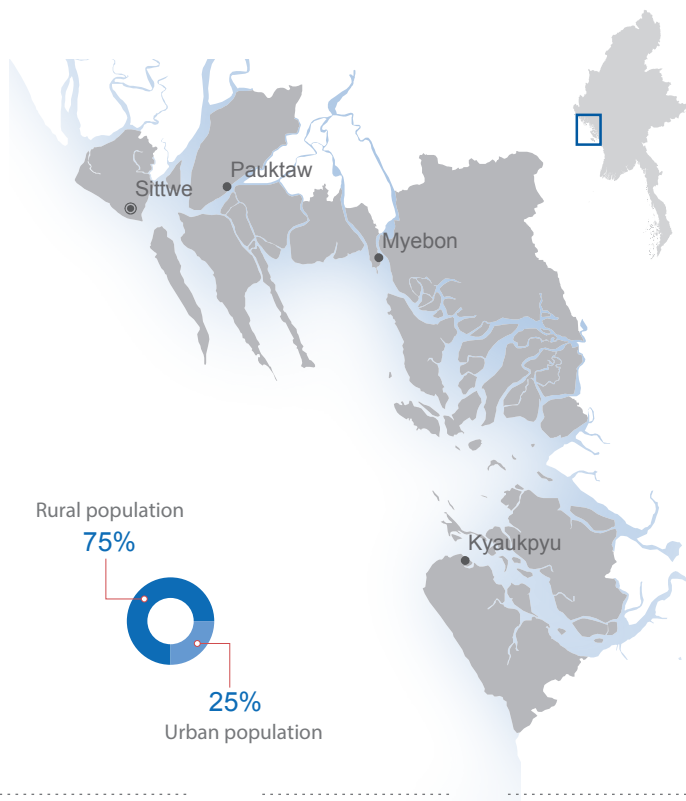 Pauktaw
Sittwe
Myebon
Rural population
75%
Kyaukpyu
25%
Urban population